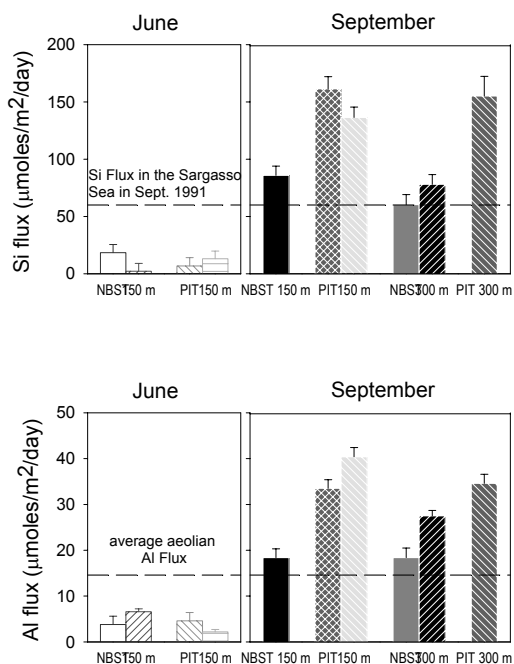 June September
Si flux (μmoles/m2/day)
200
150
100
50
0
Si Flux in the Sargasso
Sea in Sept. 1991
NBST150 m PIT150 m NBST 150 m PIT150 m NBST300 m PIT 300 m
June September
Al flux (μmoles/m2/day)
50
40
30
20
10
0
average aeolian
Al Flux
NBST150 m PIT150 m NBST 150 m PIT150 m NBST300 m PIT 300 m